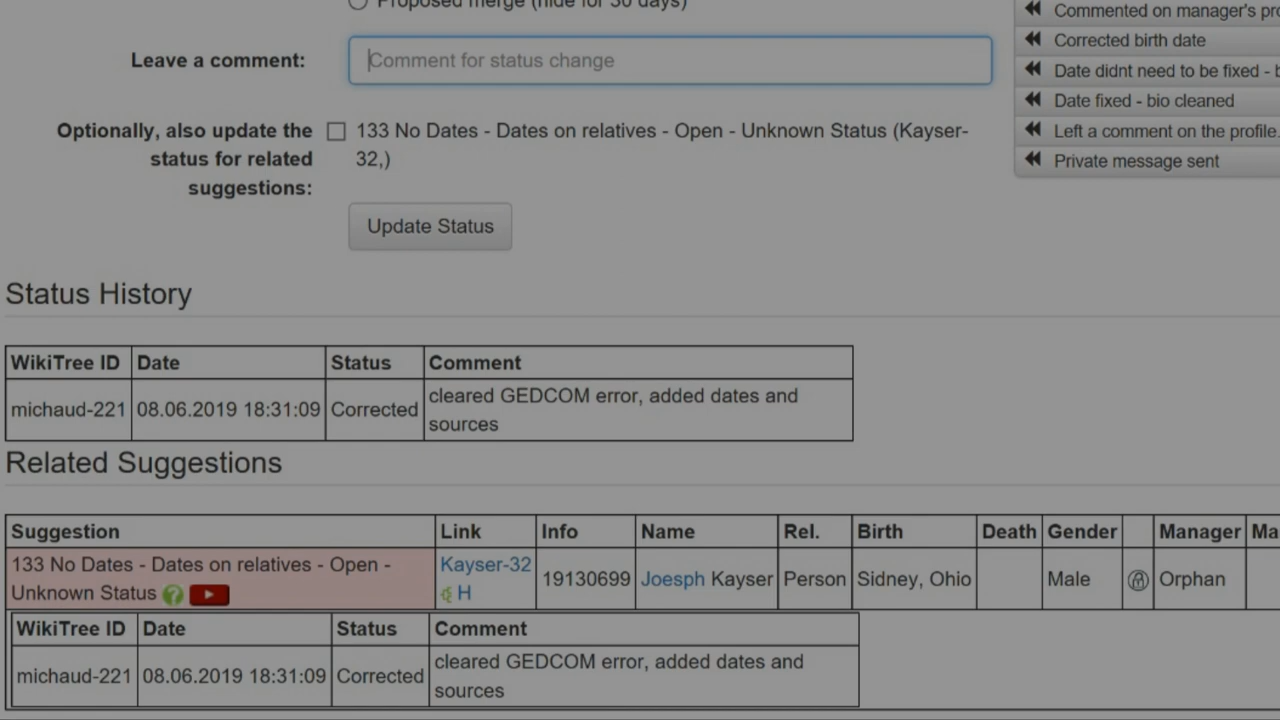 Proposed merge (hide for 30 days)
Commented on manager's
Leave a comment:
Comment for status change
Corrected birth date
Date didnt need to be fixed -
Date fixed - bio cleaned
Optionally, also update the
status for related
suggestions:
133 No Dates - Dates on relatives - Open - Unknown Status (Kayser-
32,)
Left a comment on the profile.
Private message sent
Update Status
Status History
WikiTree ID Date Status Comment
michaud-221 08.06.2019 18:31:09 Corrected cleared GEDCOM error, added dates and
sources
Related Suggestions
Suggestion Link Info Name Rel. Birth Death Gender Manager
133 No Dates - Dates on relatives - Open -
Unknown Status
Kayser-32
H
19130699 Joesph Kayser Person Sidney, Ohio Male Orphan
WikiTree ID Date Status Comment
michaud-221 08.06.2019 18:31:09 Corrected cleared GEDCOM error, added dates and
sources